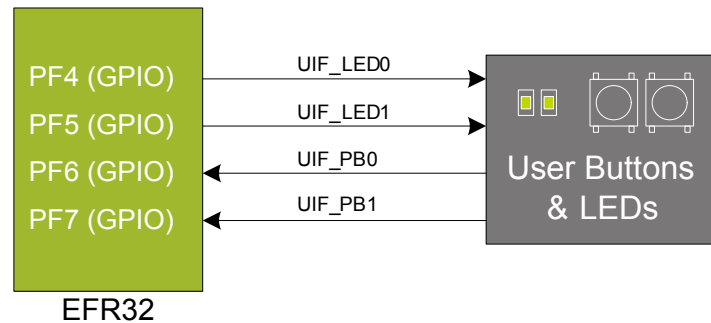 PF4 (GPIO)
PF5 (GPIO)
PF6 (GPIO)
PF7 (GPIO)
EFR32
UIF_LED0
UIF_LED1
UIF_PB0
UIF_PB1
User Buttons
& LEDs